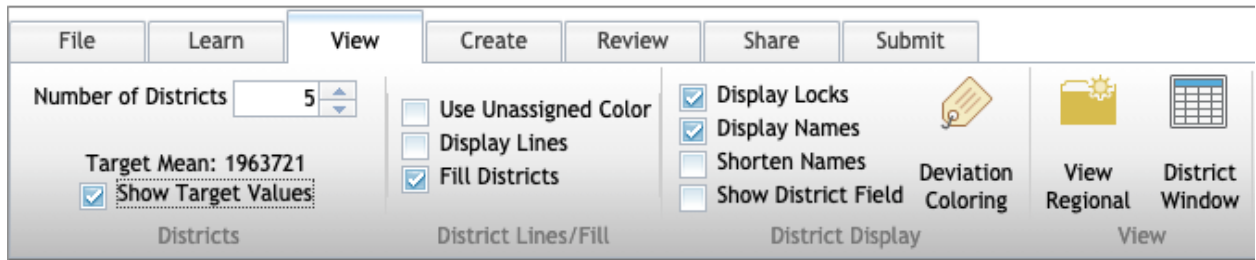 File Learn View Create Review Share Submit
Number of Districts 5
Target Mean: 1963721
Show Target Values
Districts
Use Unassigned Color
Display Lines
Fill Districts
District Lines/Fill
Display Locks
Display Names
Shorten Names
Show District Field
Deviation
Coloring
District Display
View
Regional
District
Window
View